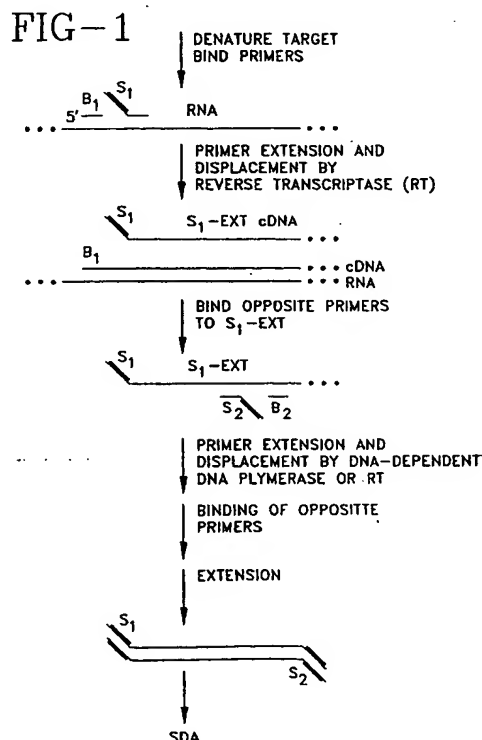 FIG-1
DENATURE TARGET
BIND PRIMERS
B1 S1
5' RNA
PRIMER EXTENSION AND
DISPLACEMENT BY
REVERSE TRANSCRIPTASE (RT)
S1 S1-EXT cDNA
B1
cDNA
RNA
BIND OPPOSITE PRIMERS
TO S1-EXT
S1 S1-EXT
S2 B2
PRIMER EXTENSION AND
DISPLACEMENT BY DNA-DEPENDENT
DNA PLYMERASE OR RT
BINDING OF OPPOSITTE
PRIMERS
EXTENSION
S1
S2
SDA